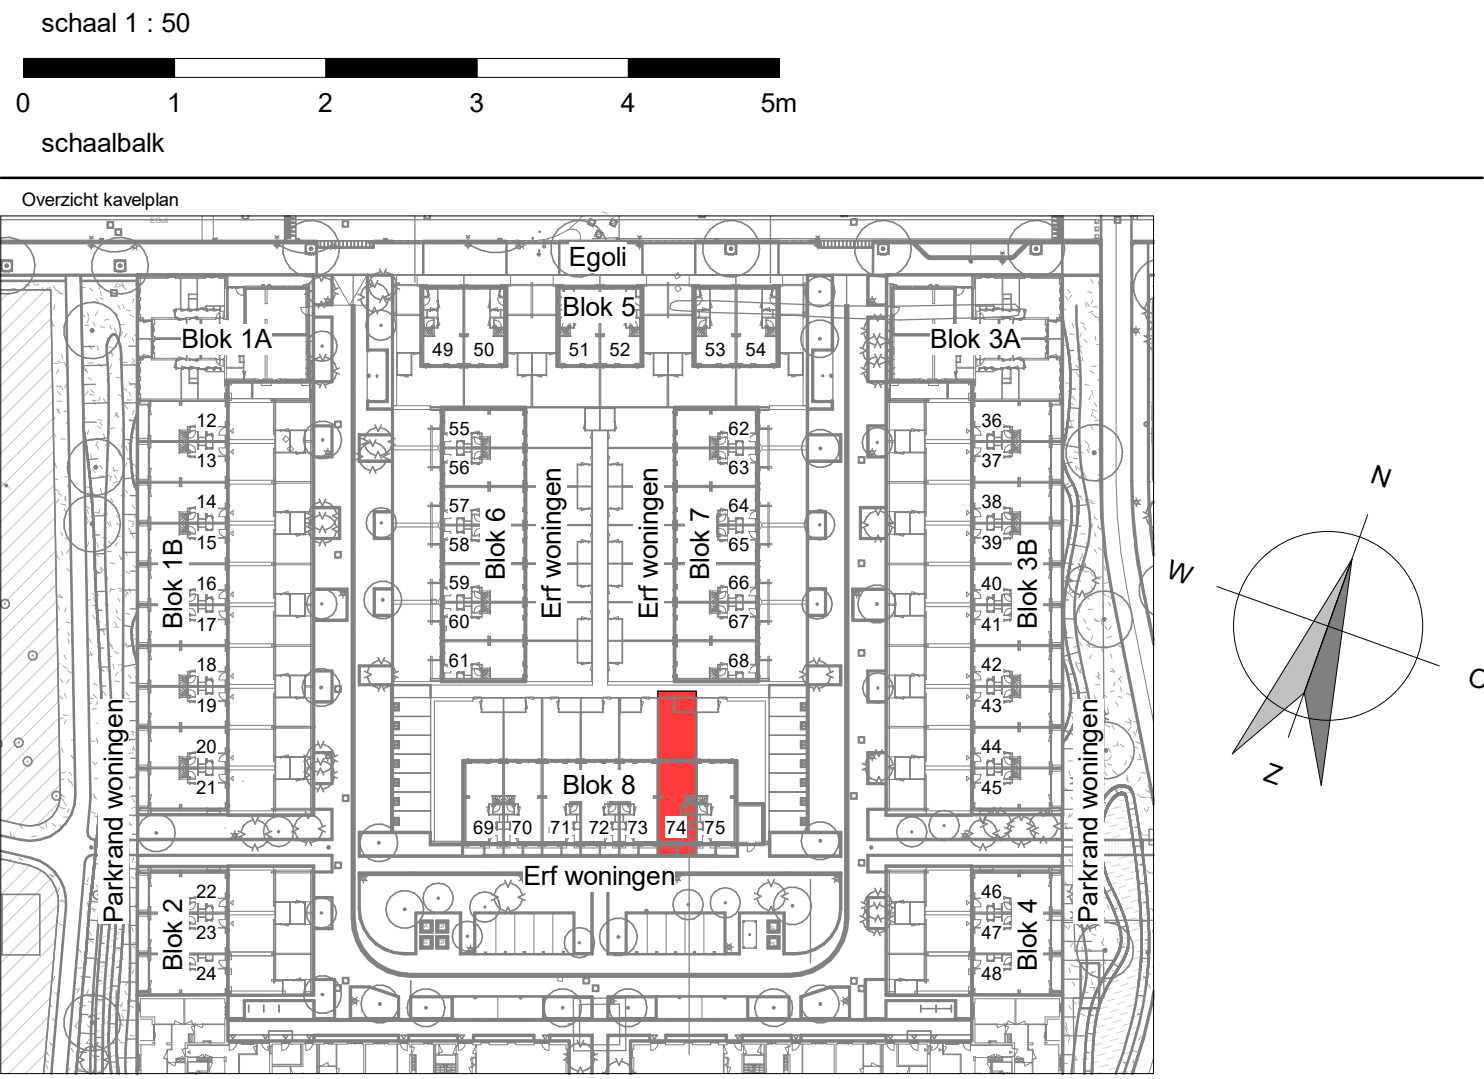 schaal 1 : 50
0 1 2 3 4 5m
schaalbalk
Overzicht kavelplan
EGoli
Egoli
Blok 5
Blok 1A
Blok 3A
49 50 51 52 53 54
12
13
14
15
16
17
18
19
20
21
Blok 1B
55
56
57
58
59
60
61
Blok 6
Erf woningen
Erf woningen
Blok 7
62
63
64
65
66
67
68
36
37
38
39
40
41
42
43
44
45
Blok 3B
Blok 8
69 70 71 72 73 74 75
Erf woningen
Parkrand woningen
Parkrand woningen
Blok 2
22
23
24
46
47
48
Blok 4
N
W
O
Z